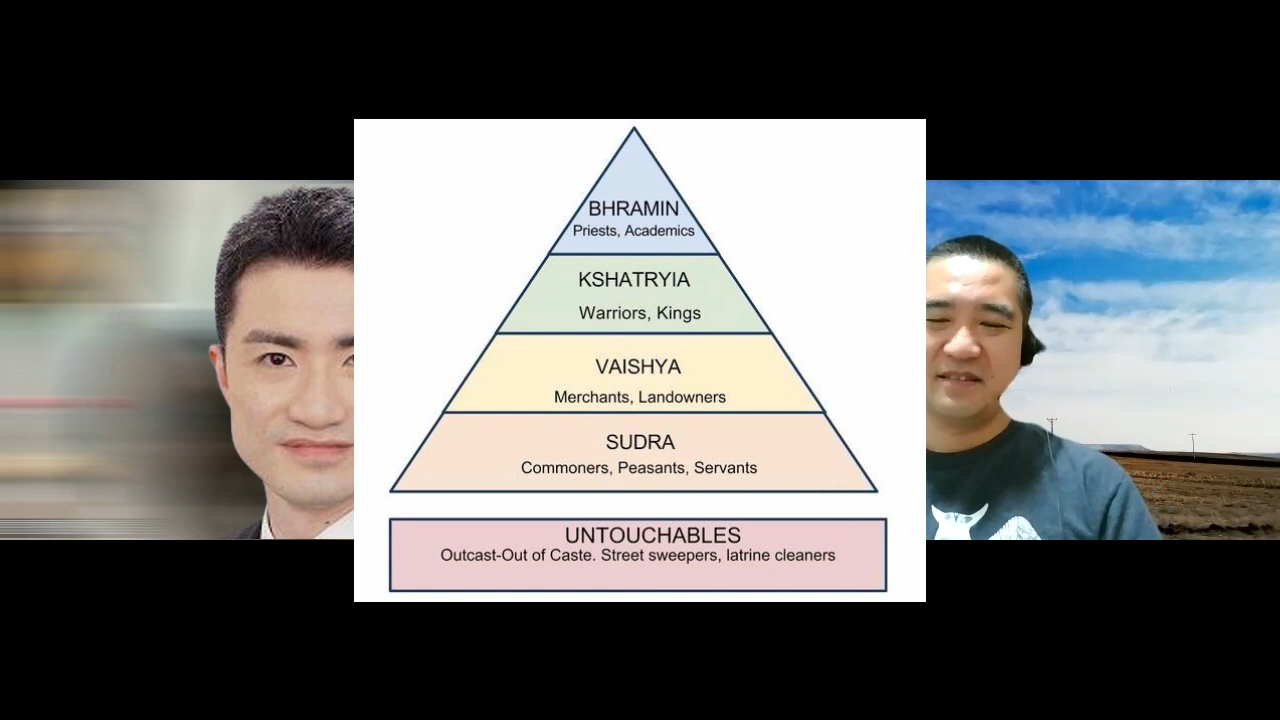 BHRAMIN
Priests, Academics
KSHATRYIA
Warriors, Kings
VAISHYA
Merchants, Landowners
SUDRA
Commoners, Peasants, Servants
UNTOUCHABLES
Outcast-Out of Caste. Street sweepers, latrine cleaners